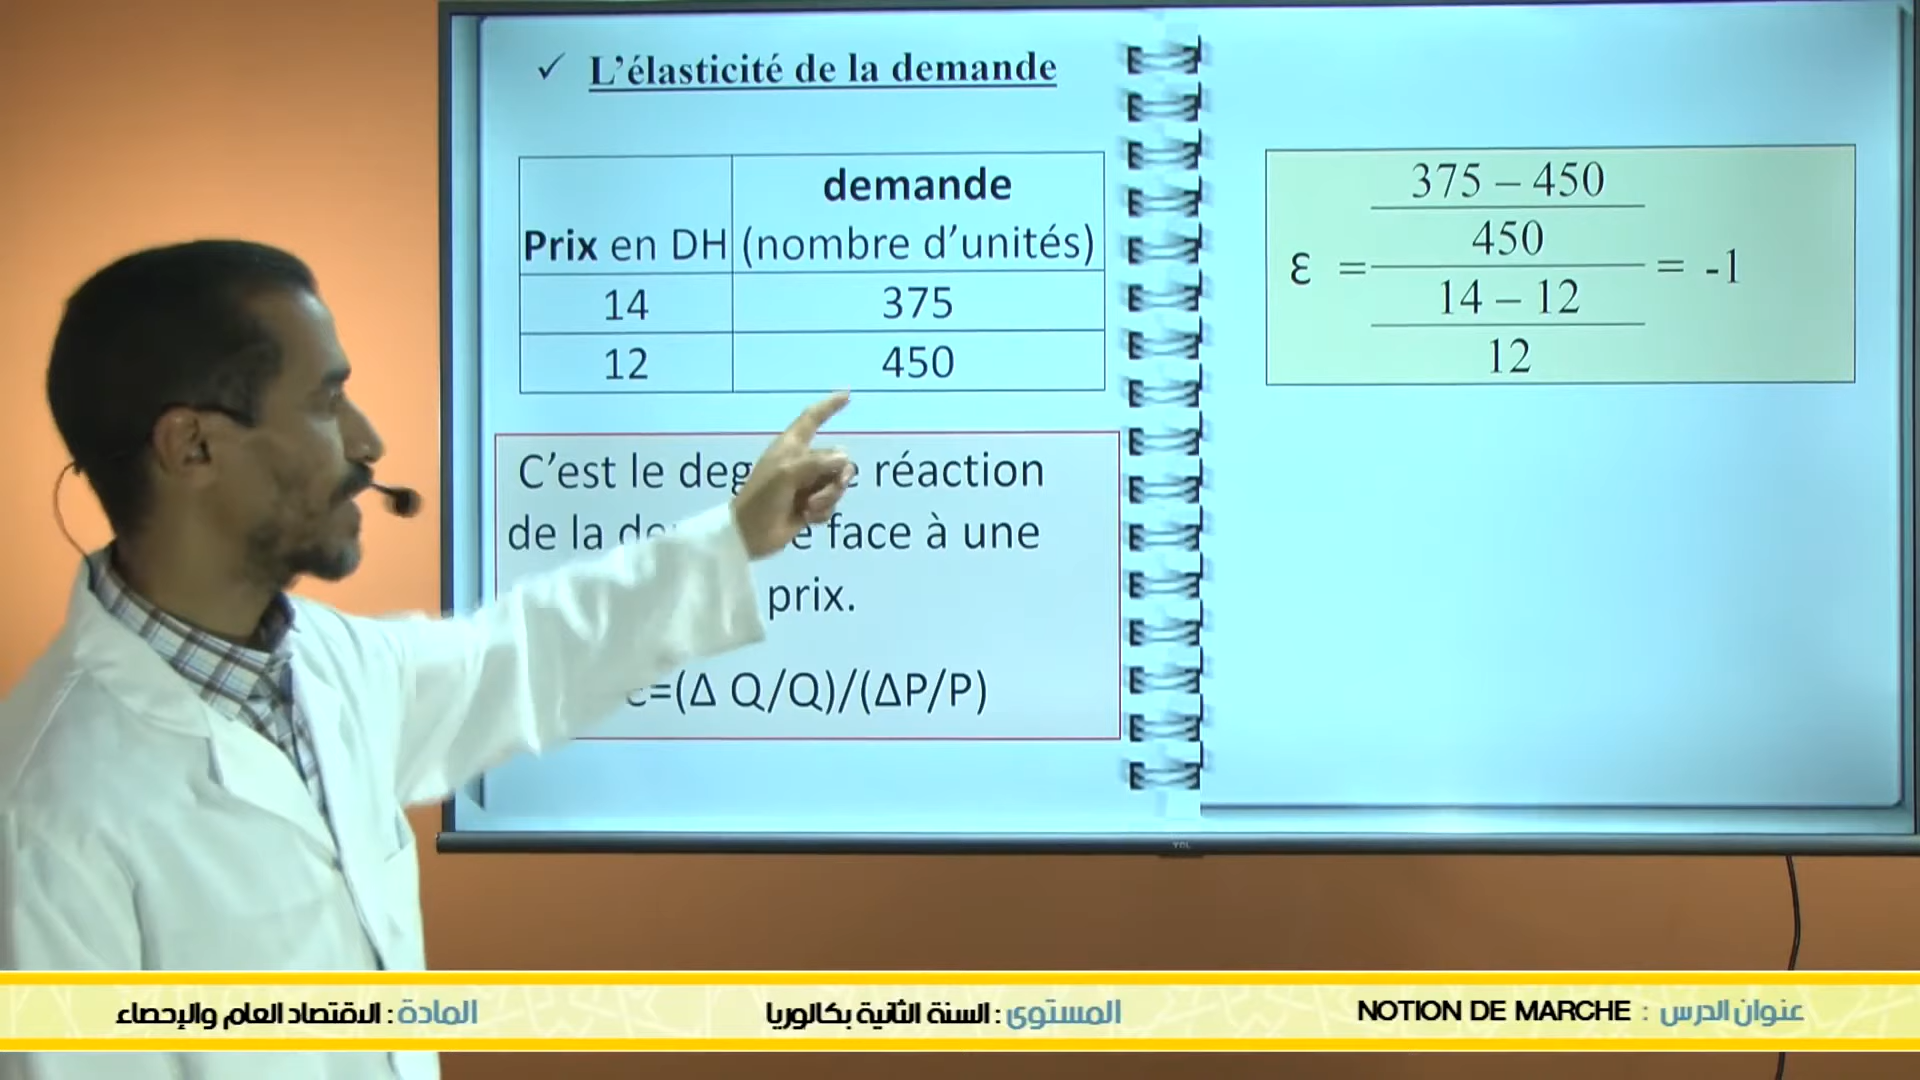 ✓ L'élasticité de la demande
Prix en DH
demande
(nombre d'unités)
14 375
12 450
C'est le réaction
de la face à une
prix.
=(Δ Q/Q)/(ΔP/P)
375 – 450
450
ε = = -1
14 – 12
12
TCL
المادة : الاقتصاد العام والإحصاء
المستوى : السنة الثانية بكالوريا
عنوان الدرس : NOTION DE MARCHE